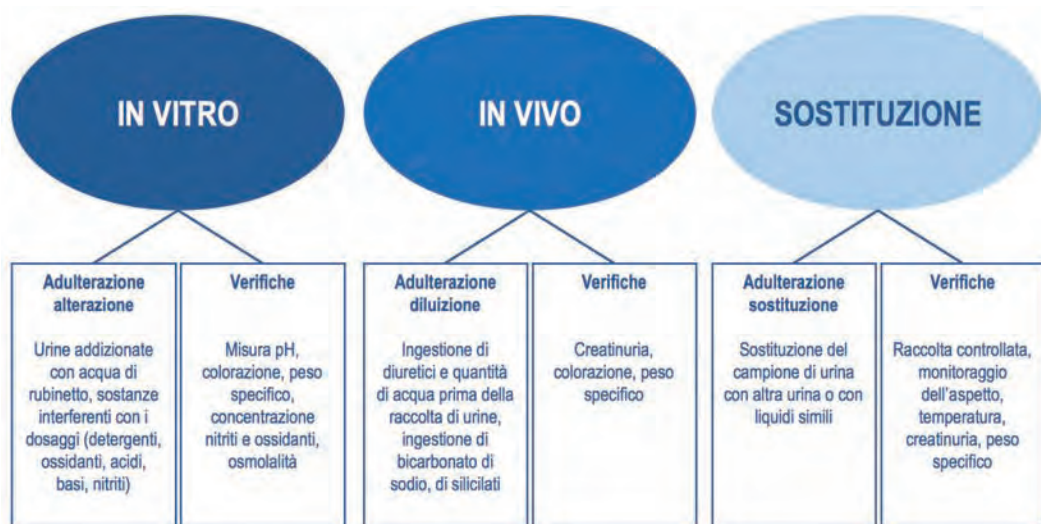 IN VITRO
IN VIVO
SOSTITUZIONE
Adulterazione
alterazione
Urine addizionate
con acqua di
rubinetto, sostanze
interferenti con i
dosaggi (detergenti,
ossidanti, acidi,
basi, nitriti)
Verifiche
Misura pH,
colorazione, peso
specifico,
concentrazione
nitriti e ossidanti,
osmolalità
Adulterazione
diluizione
Ingestione di
diuretici e quantità
di acqua prima della
raccolta di urine,
ingestione di
bicarbonato di
sodio, di silicilati
Verifiche
Creatinuria,
colorazione, peso
specifico
Adulterazione
sostituzione
Sostituzione del
campione di urina
con altra urina o con
liquidi simili
Verifiche
Raccolta controllata,
monitoraggio
dell'aspetto,
temperatura,
creatinuria, peso
specifico